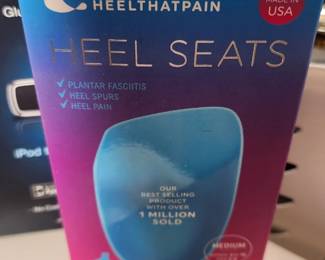 HEELTHATPAIN
MADE IN
USA
HEEL SEATS
PLANTAR FASCIITIS
HEEL SPURS
HEEL PAIN
OUR
BEST SELLING
PRODUCT
WITH OVER
1 MILLION
SOLD
MEDIUM
iPod